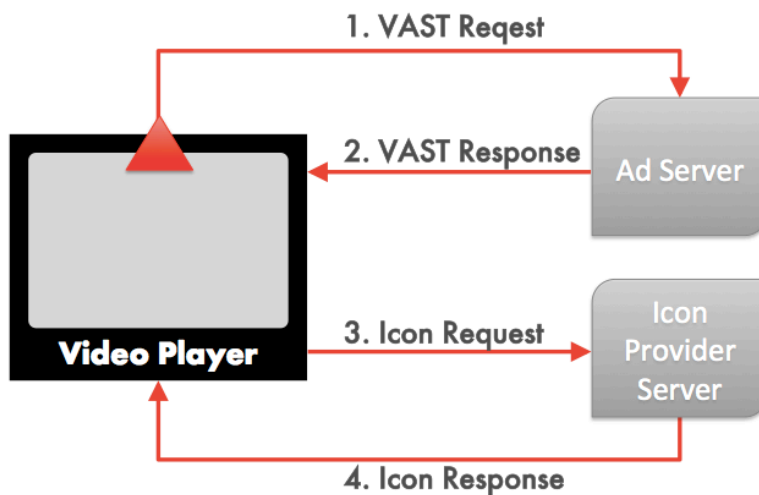 1. VAST Reqest
2. VAST Response
Ad Server
Video Player
3. Icon Request
Icon
Provider
Server
4. Icon Response